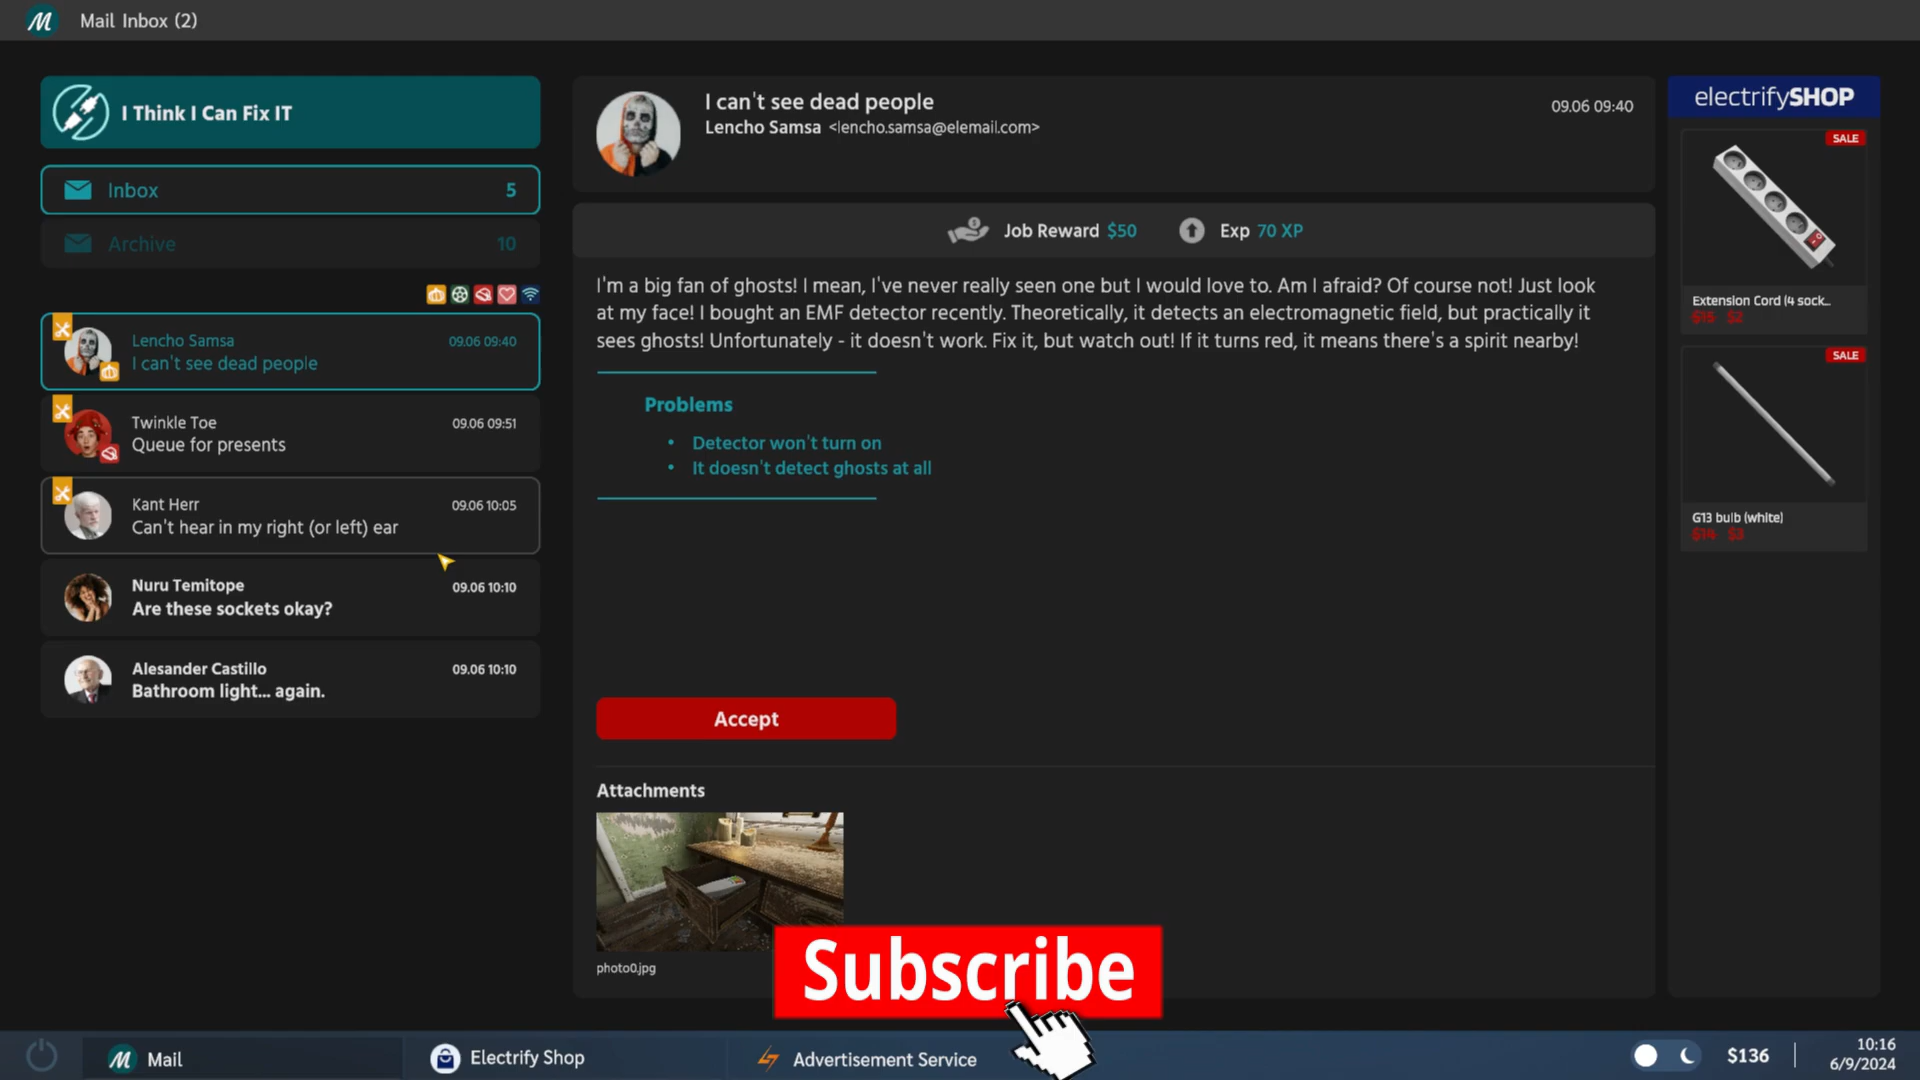 Mail Inbox (2)
I Think I Can Fix IT
Inbox 5
Archive 10
Lencho Samsa 09.06 09:40
I can't see dead people
Twinkle Toe 09.06 09:51
Queue for presents
Kant Herr 09.06 10:05
Can't hear in my right (or left) ear
Nuru Temitope 09.06 10:10
Are these sockets okay?
Alesander Castillo 09.06 10:10
Bathroom light... again.
I can't see dead people 09.06 09:40
Lencho Samsa <lencho.samsa@elemail.com>
Job Reward $50 Exp 70 XP
I'm a big fan of ghosts! I mean, I've never really seen one but I would love to. Am I afraid? Of course not! Just look
at my face! I bought an EMF detector recently. Theoretically, it detects an electromagnetic field, but practically it
sees ghosts! Unfortunately - it doesn't work. Fix it, but watch out! If it turns red, it means there's a spirit nearby!
Problems
• Detector won't turn on
• It doesn't detect ghosts at all
Accept
Attachments
photo0.jpg
Subscribe
electrifySHOP
SALE
Extension Cord (4 sock..
$15 $2
SALE
G13 bulb (white)
$14 $3
Mail
Electrify Shop
Advertisement Service
$136
10:16
6/9/2024